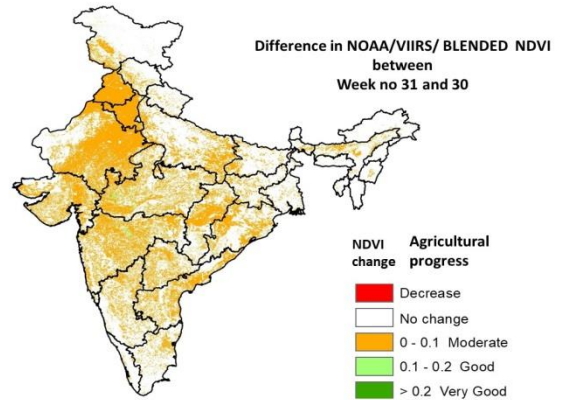 Difference in NOAA/VIIRS/ BLENDED NDVI
between
Week no 31 and 30
NDVI change
Agricultural progress
Decrease
No change
0 - 0.1 Moderate
0.1 - 0.2 Good
> 0.2 Very Good